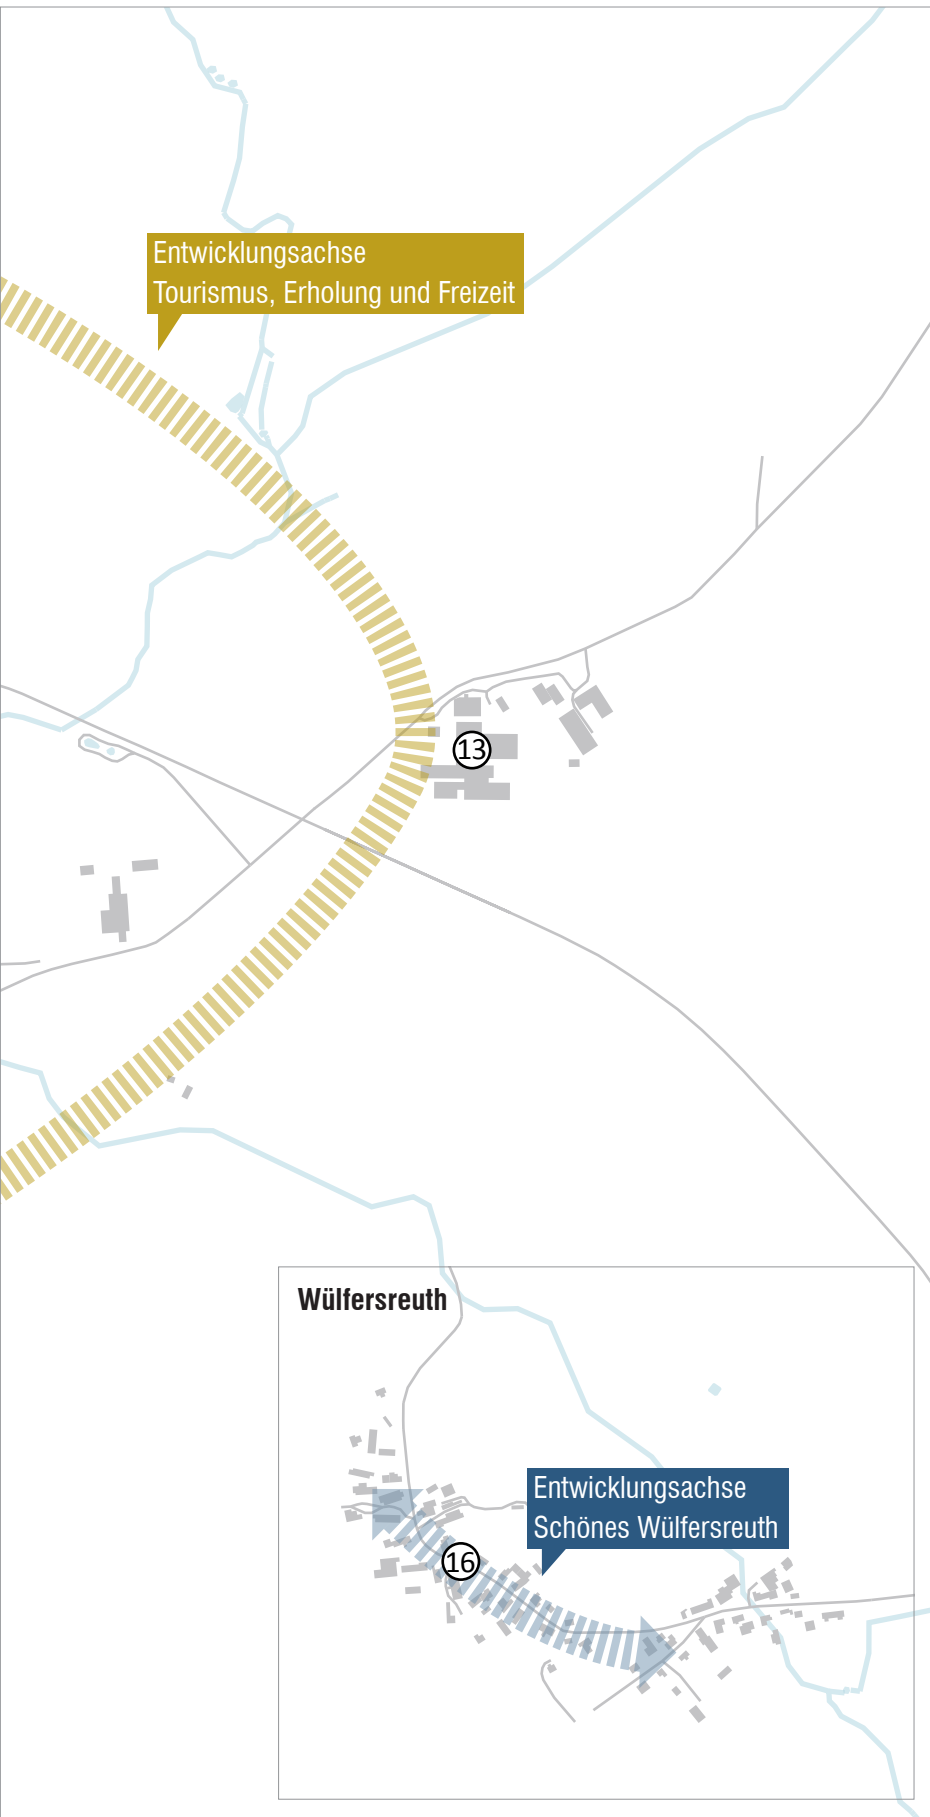 Entwicklungsachse
Tourismus, Erholung und Freizeit
13
Wülfersreuth
Entwicklungsachse
Schönes Wülfersreuth
16